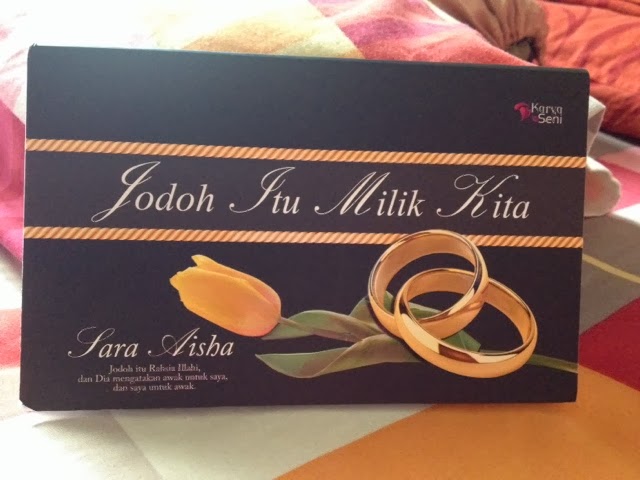 Karya
Seni
Jodoh Itu Milik Kita
Sara Aisha
Jodoh itu Rahsia Illahi,
dan Dia mengatakan awak untuk saya,
dan saya untuk awak.